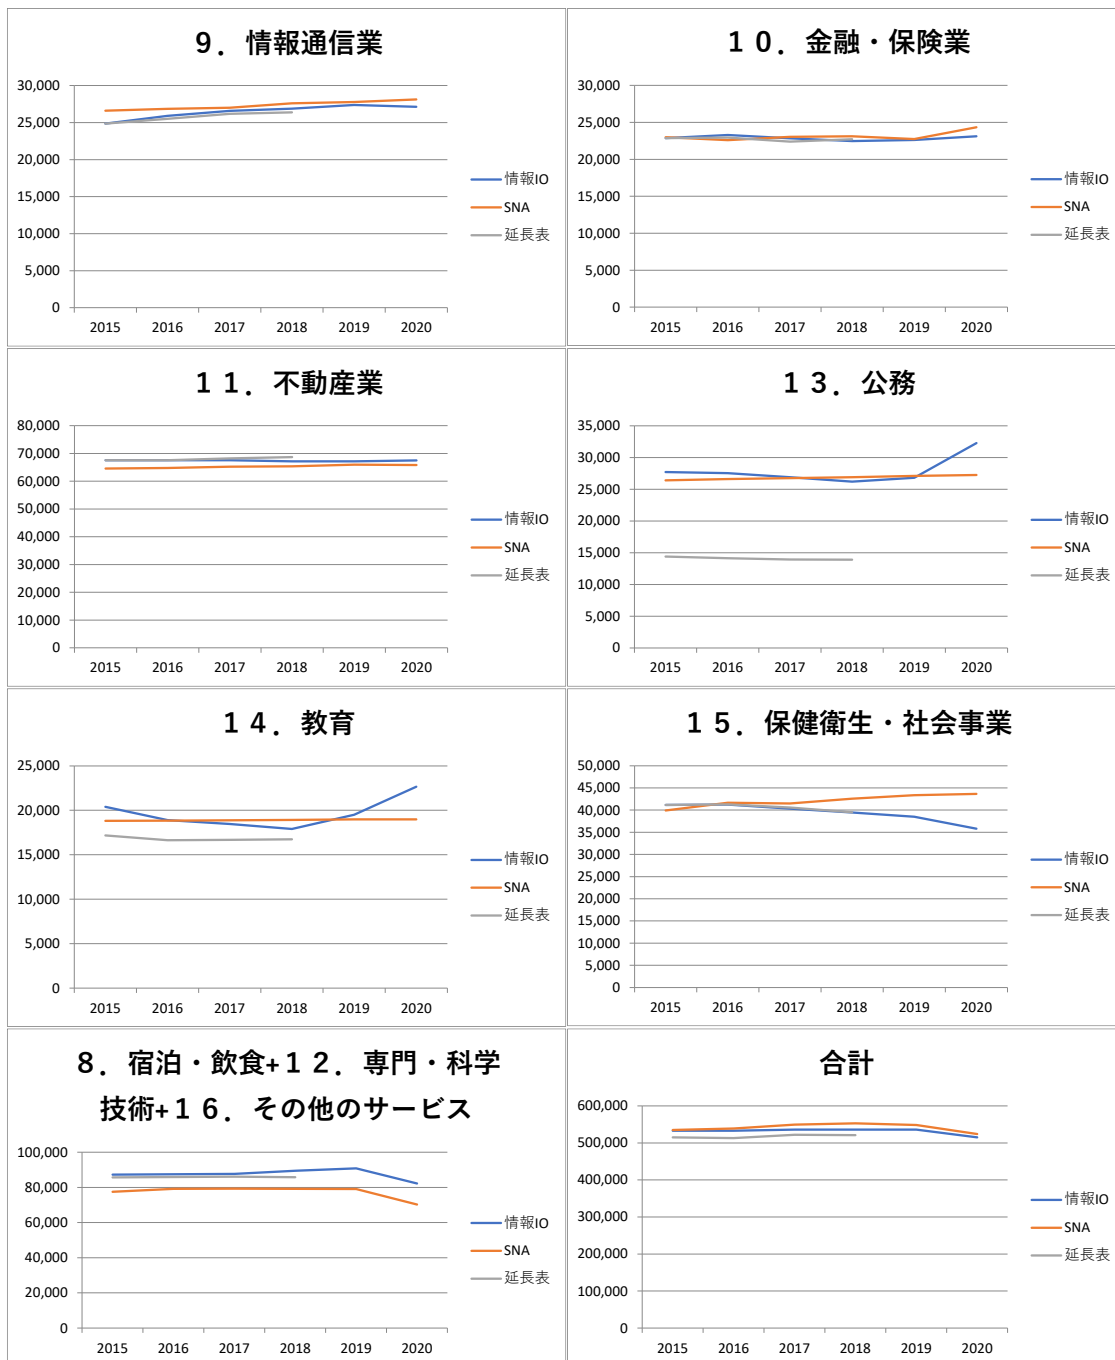 ９．情報通信業
30,000
25,000
20,000
15,000
10,000
5,000
0
2015 2016 2017 2018 2019 2020
情報IO
SNA
延長表
１０．金融・保険業
30,000
25,000
20,000
15,000
10,000
5,000
0
2015 2016 2017 2018 2019 2020
情報IO
SNA
延長表
１１．不動産業
80,000
70,000
60,000
50,000
40,000
30,000
20,000
10,000
0
2015 2016 2017 2018 2019 2020
情報IO
SNA
延長表
１３．公務
35,000
30,000
25,000
20,000
15,000
10,000
5,000
0
2015 2016 2017 2018 2019 2020
情報IO
SNA
延長表
１４．教育
25,000
20,000
15,000
10,000
5,000
0
2015 2016 2017 2018 2019 2020
情報IO
SNA
延長表
１５．保健衛生・社会事業
50,000
45,000
40,000
35,000
30,000
25,000
20,000
15,000
10,000
5,000
0
2015 2016 2017 2018 2019 2020
情報IO
SNA
延長表
８．宿泊・飲食+１２．専門・科学
技術+１６．その他のサービス
100,000
80,000
60,000
40,000
20,000
0
2015 2016 2017 2018 2019 2020
情報IO
SNA
延長表
合計
600,000
500,000
400,000
300,000
200,000
100,000
0
2015 2016 2017 2018 2019 2020
情報IO
SNA
延長表